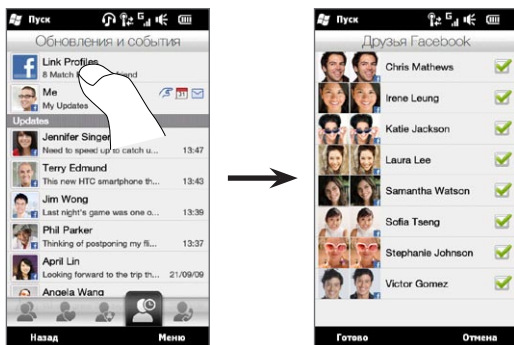 Пуск
Обновления и события
Link Profiles
8 Match friend
Me
My Updates
Updates
Jennifer Singer
Need to speed up to catch u... 13:47
Terry Edmund
This new HTC smartphone th... 13:43
Jim Wong
Last night's game was one o... 13:39
Phil Parker
Thinking of postponing my fli... 13:37
April Lin
Looking forward to the trip th... 21/09/09
Angela Wang
Назад Меню
Пуск
Друзья Facebook
Chris Mathews
Irene Leung
Katie Jackson
Laura Lee
Samantha Watson
Sofia Tseng
Stephanie Johnson
Victor Gomez
Готово Отмена